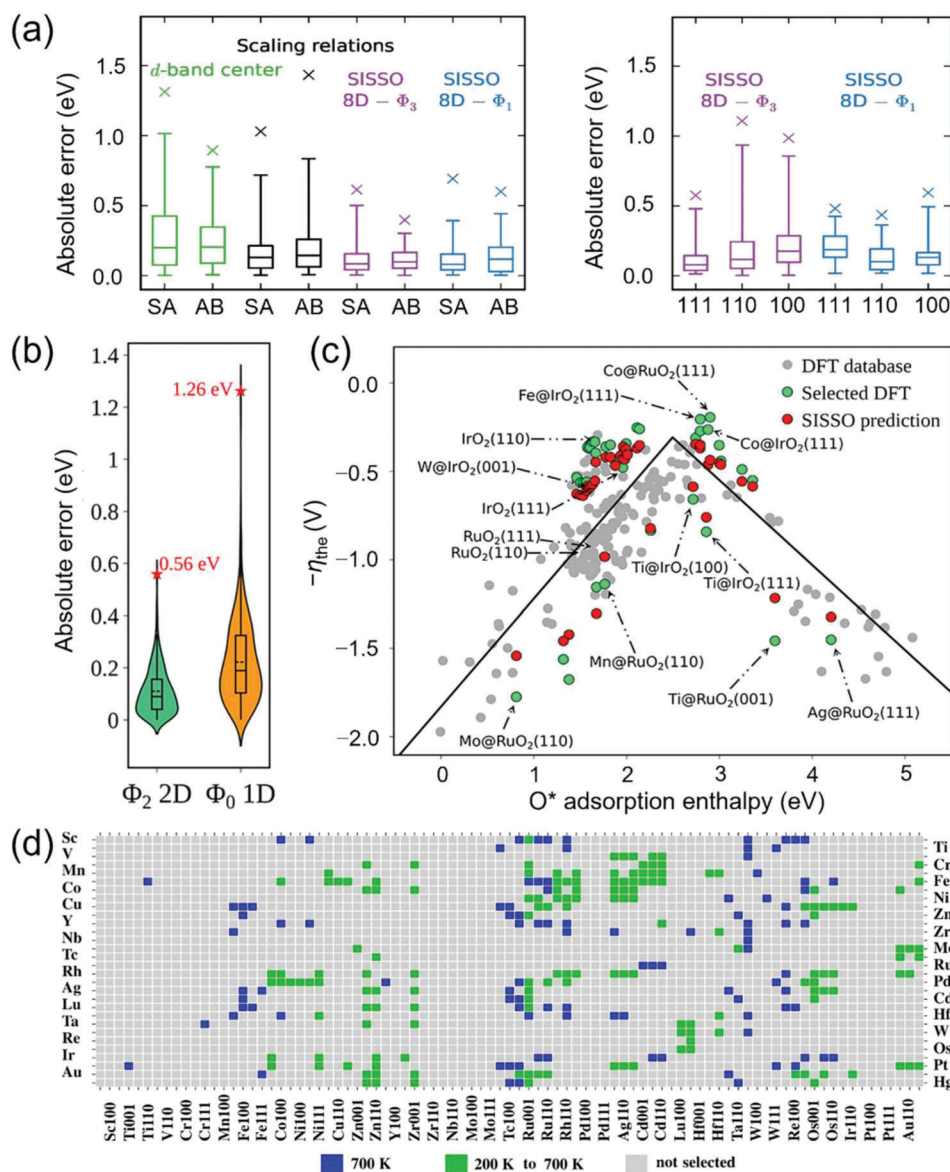 (a)
Absolute error (eV)
1.5
1.0
0.5
0.0
Scaling relations
d-band center
SISSO
8D − Φ3
SISSO
8D − Φ1
SA AB SA AB SA AB SA AB
Absolute error (eV)
1.5
1.0
0.5
0.0
SISSO
8D − Φ3
SISSO
8D − Φ1
111 110 100 111 110 100
(b)
Absolute error (eV)
1.4
1.2
1.0
0.8
0.6
0.4
0.2
0
1.26 eV
0.56 eV
Φ2 2D Φ0 1D
(c)
−ηthe (V)
0.0
−0.5
−1.0
−1.5
−2.0
Co@RuO2(111)
Fe@IrO2(111)
DFT database
Selected DFT
SISSO prediction
IrO2(110)
Co@IrO2(111)
W@IrO2(001)
IrO2(111)
RuO2(111)
RuO2(110)
Ti@IrO2(100)
Ti@IrO2(111)
Mn@RuO2(110)
Ti@RuO2(001)
Ag@RuO2(111)
Mo@RuO2(110)
0 1 2 3 4 5
O* adsorption enthalpy (eV)
(d)
Sc
Ti
V
Cr
Mn
Fe
Co
Ni
Cu
Zn
Y
Zr
Nb
Mo
Tc
Ru
Rh
Pd
Ag
Cd
Lu
Hf
Ta
W
Re
Os
Ir
Pt
Au
Hg
Sc100 Ti001 Ti110 V110 Cr100 Cr111 Mn100 Fe100 Fe111 Co100 Ni100 Ni111 Cu110 Zn001 Zn110 Y100 Zr001 Zr110 Nb110 Mo110 Mo111 Tc100 Ru001 Ru110 Rh110 Pd110 Pd111 Ag110 Cd001 Cd110 Lu100 Hf001 Hf110 Ta110 W100 W111 Re100 Os001 Os110 Ir110 Pt100 Pt111 Au110
700 K 200 K to 700 K not selected